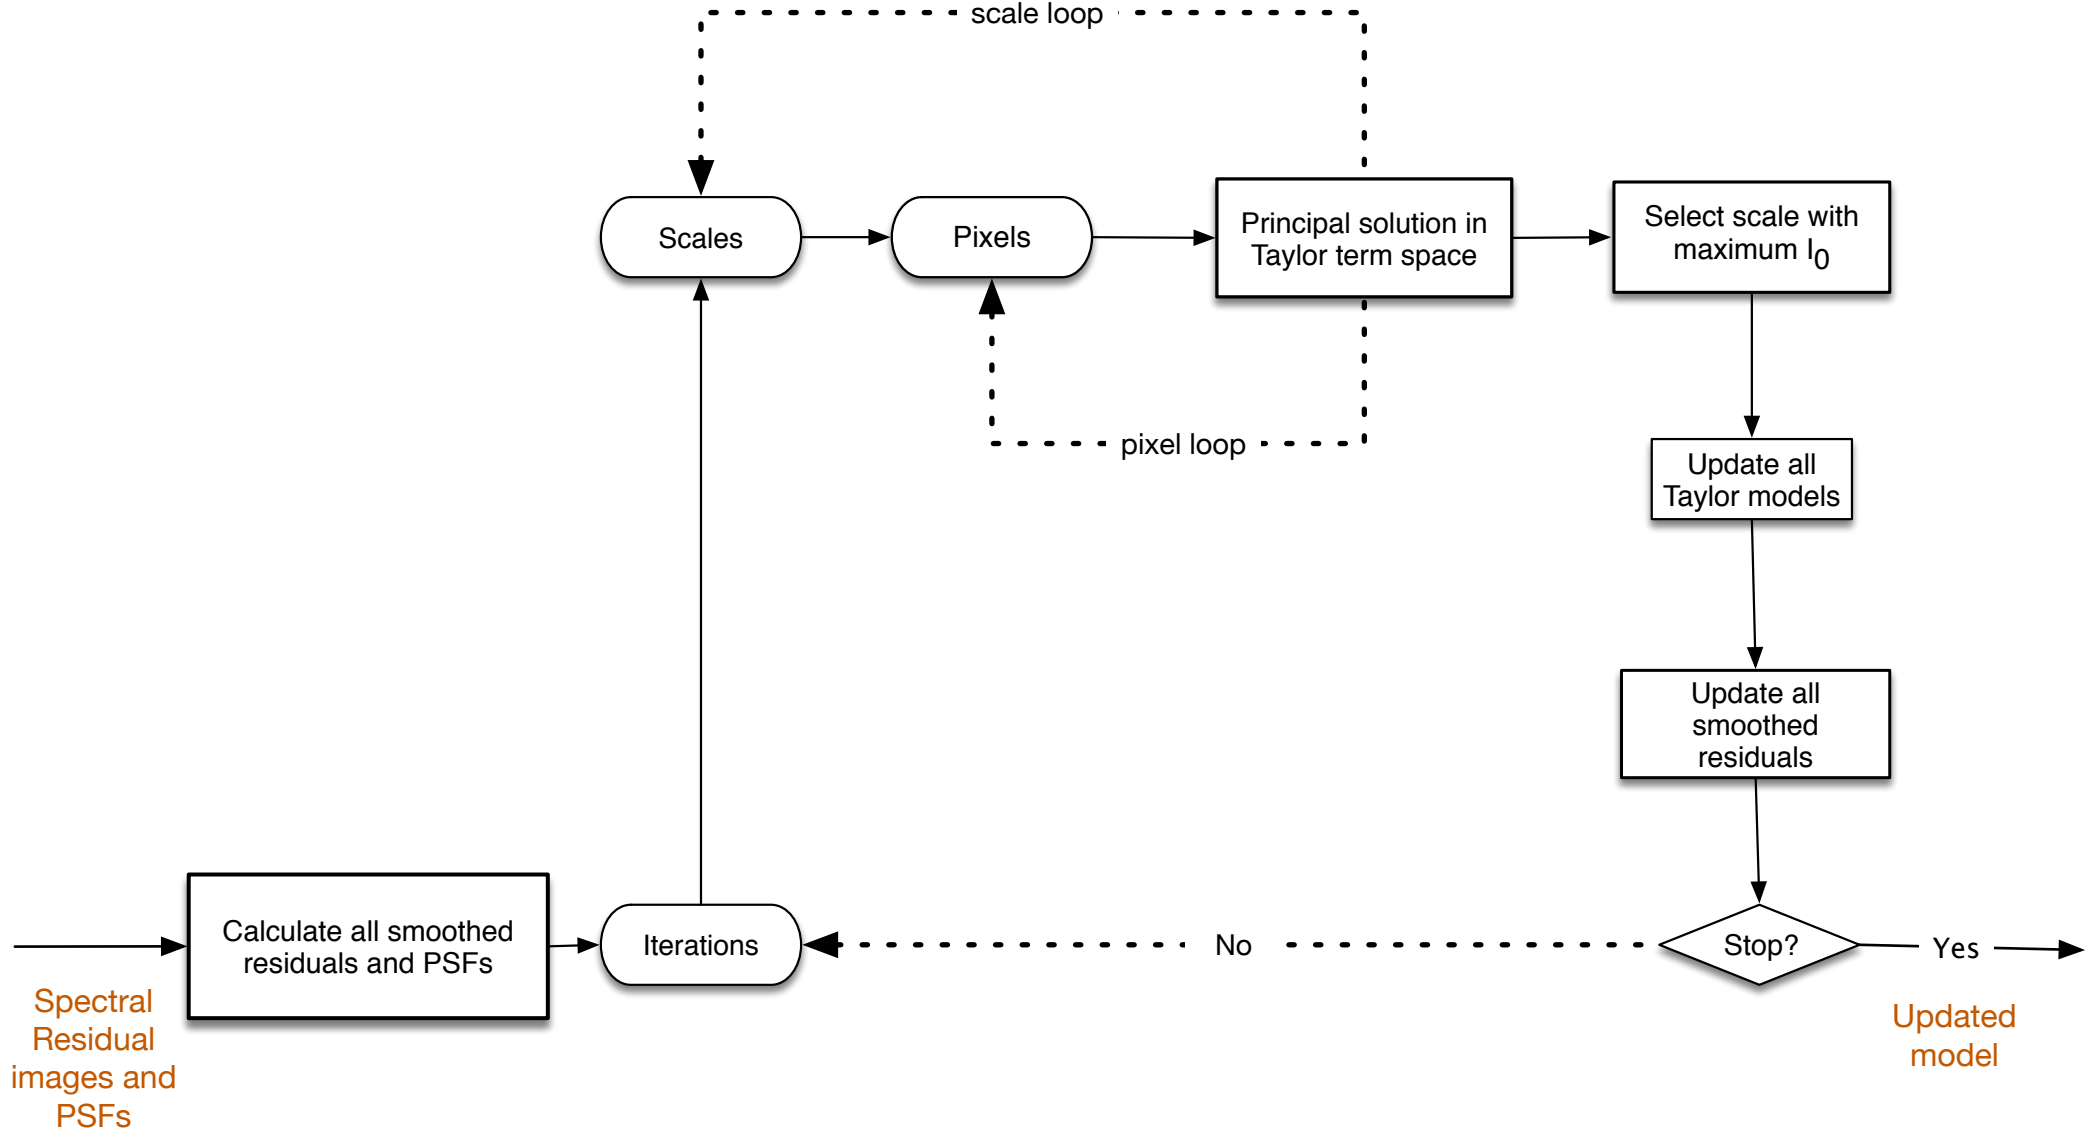 scale loop
Scales
Pixels
Principal solution in
Taylor term space
Select scale with
maximum I0
pixel loop
Update all
Taylor models
Update all
smoothed
residuals
Calculate all smoothed
residuals and PSFs
Iterations
No
Stop?
Yes
Spectral
Residual
images and
PSFs
Updated
model